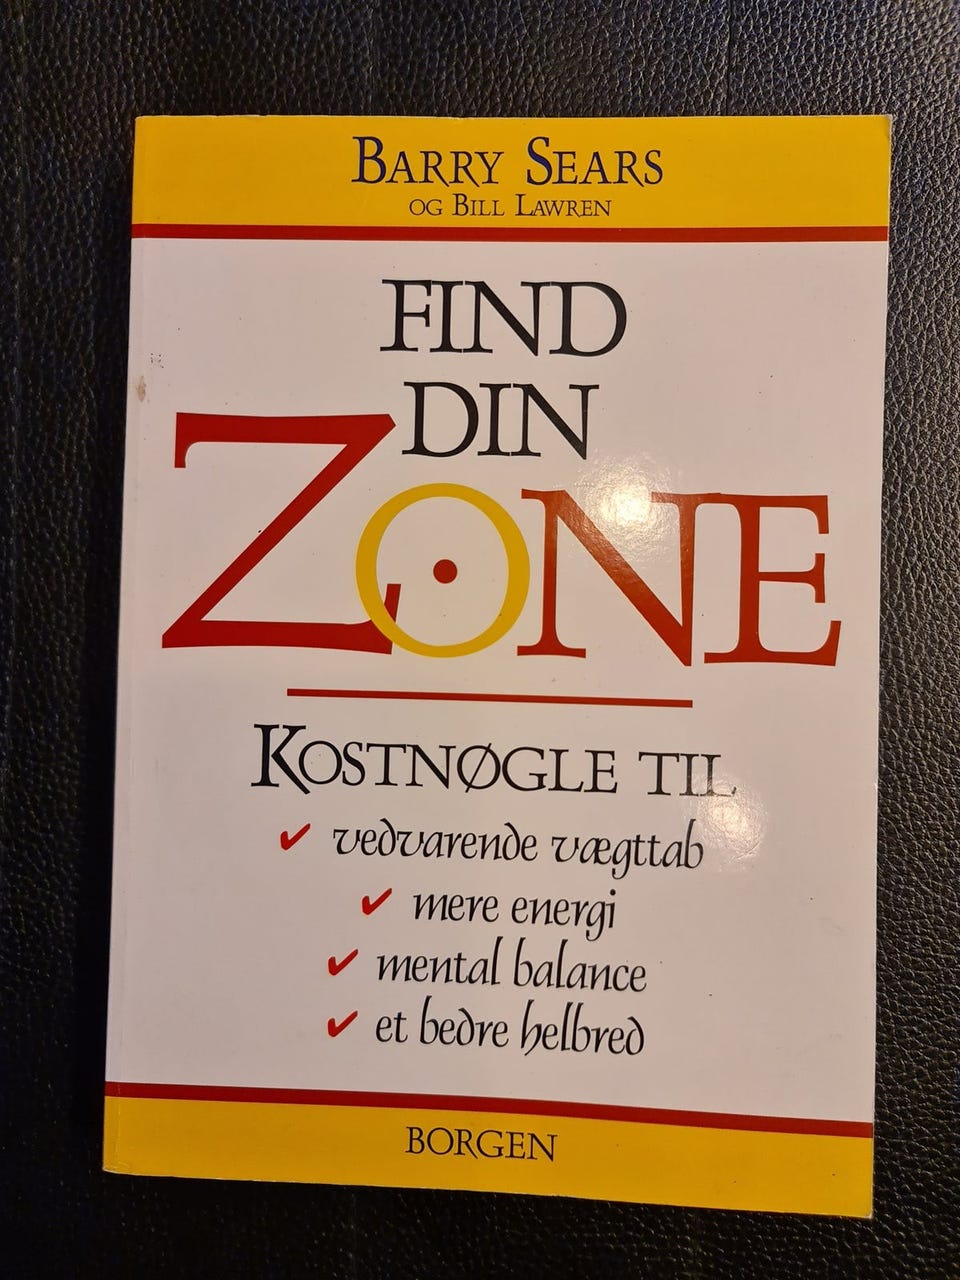 BARRY SEARS
OG BILL LAWREN
FIND
DIN
ZONE
KOSTNØGLE TIL
✓ vedvarende vægttab
✓ mere energi
✓ mental balance
✓ et bedre helbred
BORGEN